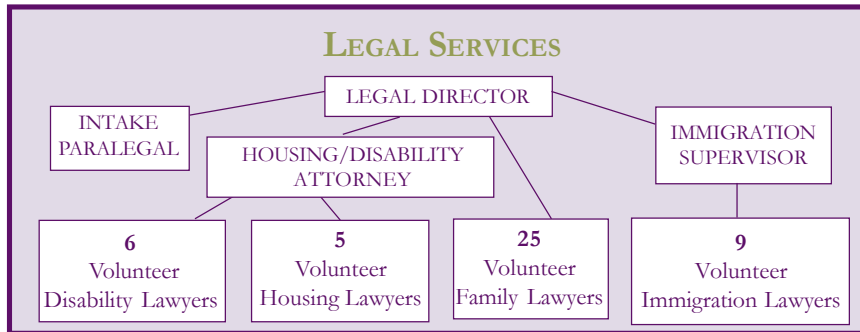 LEGAL SERVICES
LEGAL DIRECTOR
INTAKE
PARALEGAL
HOUSING/DISABILITY
ATTORNEY
IMMIGRATION
SUPERVISOR
6
Volunteer
Disability Lawyers
5
Volunteer
Housing Lawyers
25
Volunteer
Family Lawyers
9
Volunteer
Immigration Lawyers